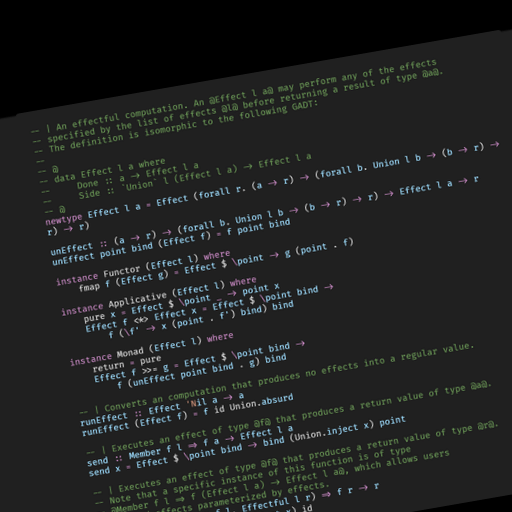 -- | An effectful computation. An @Effect l a@ may perform any of the effects
-- specified by the list of effects @l@ before returning a result of type @a@.
-- The definition is isomorphic to the following GADT:
--
-- @
-- data Effect l a where
--     Done :: a -> Effect l a
--     Side :: `Union` l (Effect l a) -> Effect l a
-- @
newtype Effect l a = Effect (forall r. (a -> r) -> (forall b. Union l b -> (b -> r) ->
r) -> r)
unEffect :: (a -> r) -> (forall b. Union l b -> (b -> r) -> r) -> Effect l a -> r
unEffect point bind (Effect f) = f point bind
instance Functor (Effect l) where
    fmap f (Effect g) = Effect $ \point -> g (point . f)
instance Applicative (Effect l) where
    pure x = Effect $ \point _ -> point x
    Effect f <*> Effect x = Effect $ \point bind ->
        f (\f' -> x (point . f') bind) bind
instance Monad (Effect l) where
    return = pure
    Effect f >>= g = Effect $ \point bind ->
        f (unEffect point bind . g) bind
-- | Converts an computation that produces no effects into a regular value.
runEffect :: Effect 'Nil a -> a
runEffect (Effect f) = f id Union.absurd
-- | Executes an effect of type @f@ that produces a return value of type @a@.
send :: Member f l => f a -> Effect l a
send x = Effect $ \point bind -> bind (Union.inject x) point
-- | Executes an effect of type @f@ that produces a return value of type @r@.
-- Note that a specific instance of this function is of type
@Member f l => f (Effect l a) -> Effect l a@, which allows users
effects parameterized by effects.
f l, Effectful l r) => f r -> r
x) id